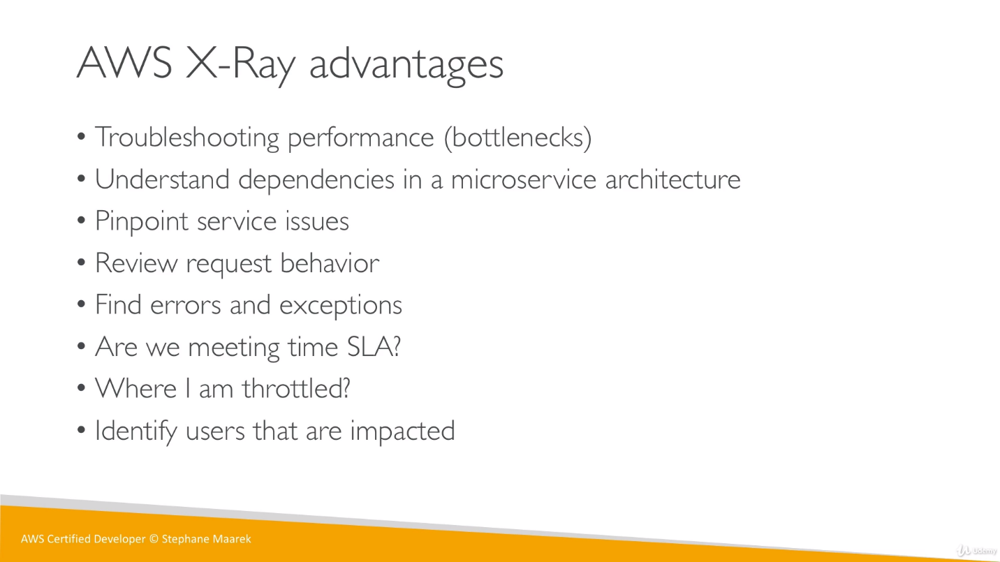 AWS X-Ray advantages
• Troubleshooting performance (bottlenecks)
• Understand dependencies in a microservice architecture
• Pinpoint service issues
• Review request behavior
• Find errors and exceptions
• Are we meeting time SLA?
• Where I am throttled?
• Identify users that are impacted
AWS Certified Developer © Stephane Maarek
Udemy